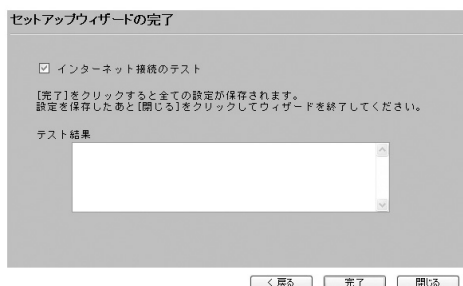 セットアップウィザードの完了
インターネット接続のテスト
[完了]をクリックすると全ての設定が保存されます。
設定を保存したあと[閉じる]をクリックしてウィザードを終了してください。
テスト結果
< 戻る 完了 閉じる